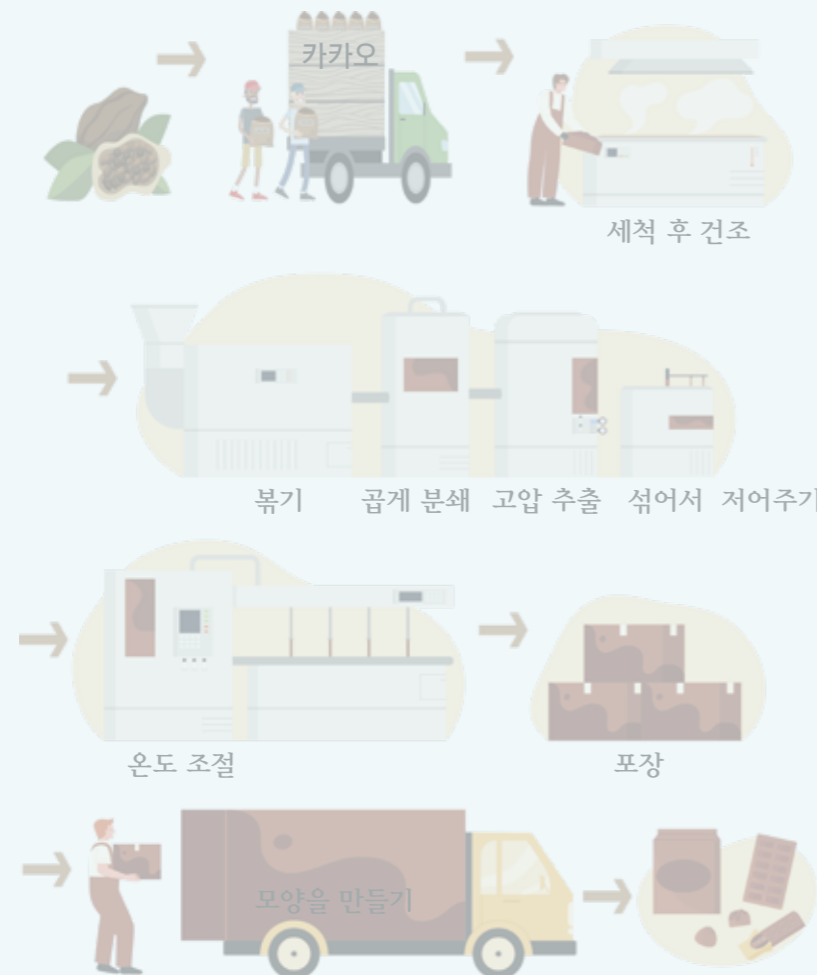 카카오
세척 후 건조
볶기 곱게 분쇄 고압 추출 섞어서 저어주기
온도 조절
포장
모양을 만들기